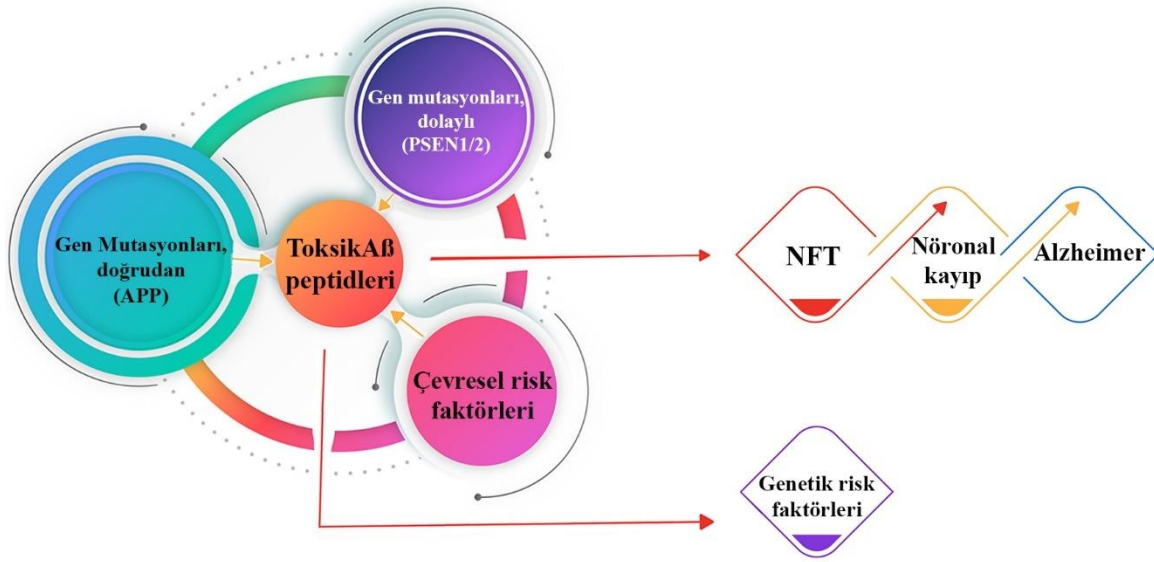 Gen mutasyonları,
dolaylı
(PSEN1/2)
Gen Mutasyonları,
doğrudan
(APP)
ToksikAß
peptidleri
Çevresel risk
faktörleri
NFT
Nöronal
kayıp
Alzheimer
Genetik risk
faktörleri